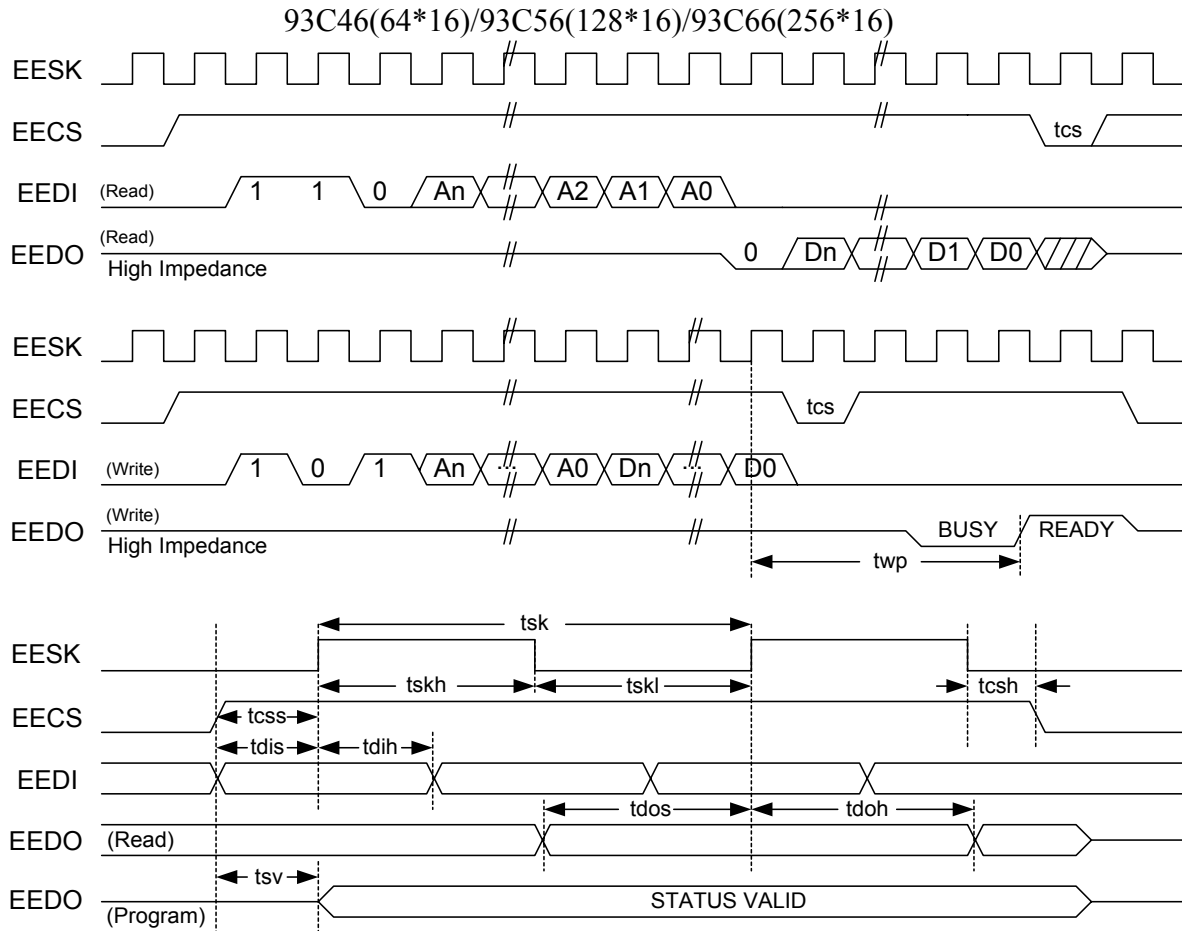 93C46(64*16)/93C56(128*16)/93C66(256*16)
EESK
EECS tcs
EEDI (Read) 1 1 0 An A2 A1 A0
EEDO (Read) High Impedance 0 Dn D1 D0
EESK
EECS tcs
EEDI (Write) 1 0 1 An ... A0 Dn ... D0
EEDO (Write) High Impedance BUSY READY
twp
tsk
EESK
tskh tskl tcsh
EECS tcss
tdis tdih
EEDI
tdos tdoh
EEDO (Read)
tsv
EEDO (Program) STATUS VALID